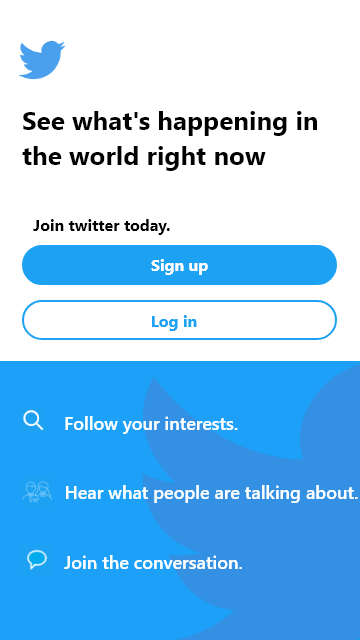 See what's happening in
the world right now
Join twitter today.
Sign up
Log in
Follow your interests.
Hear what people are talking about.
Join the conversation.